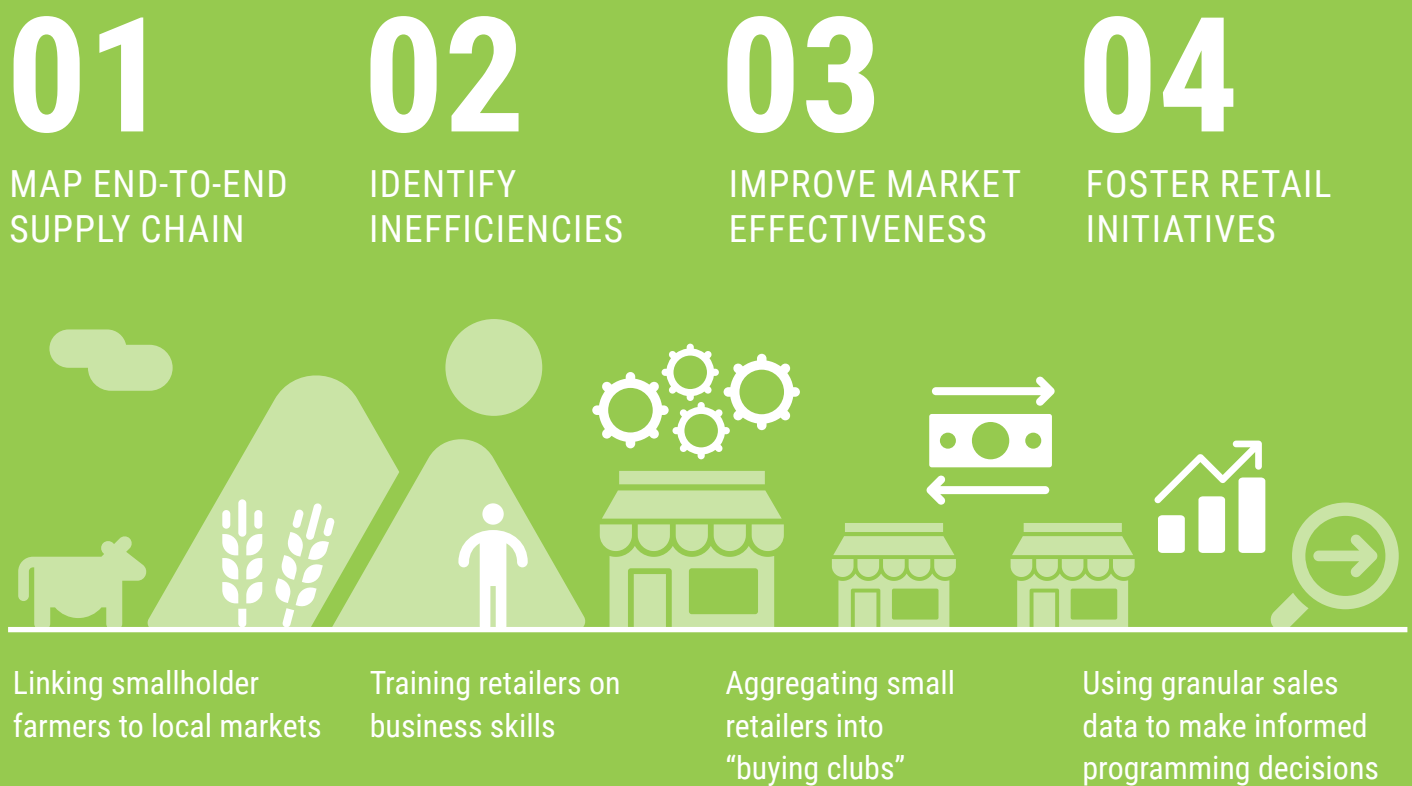 01
MAP END-TO-END
SUPPLY CHAIN
02
IDENTIFY
INEFFICIENCIES
03
IMPROVE MARKET
EFFECTIVENESS
04
FOSTER RETAIL
INITIATIVES
Linking smallholder
farmers to local markets
Training retailers on
business skills
Aggregating small
retailers into
“buying clubs”
Using granular sales
data to make informed
programming decisions